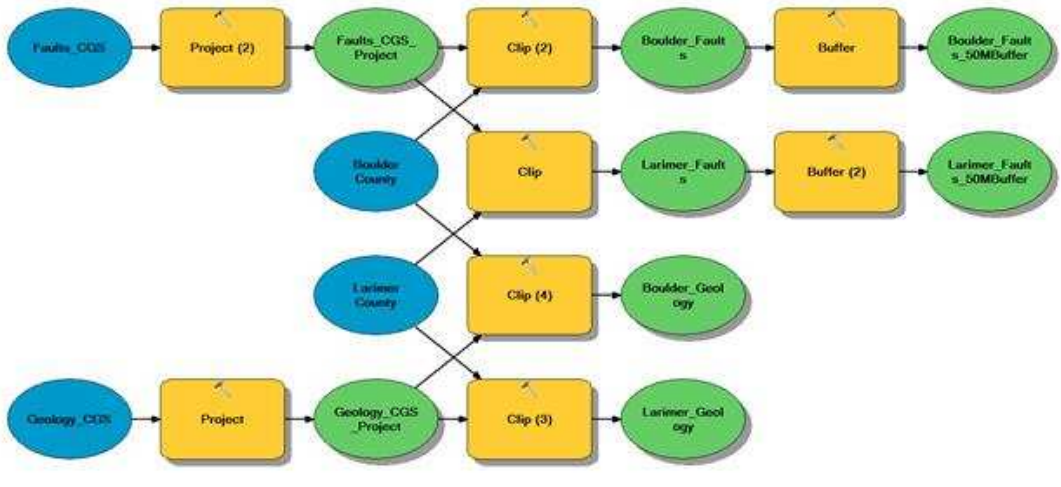 Faults_CGS
Project (2)
Faults_CGS_
Project
Clip (2)
Boulder_Fault
s
Buffer
Boulder_Fault
s_50MBuffer
Boulder
County
Clip
Larimer_Fault
s
Buffer (2)
Larimer_Fault
s_50MBuffer
Larimer
County
Clip (4)
Boulder_Geol
ogy
Geology_CGS
Project
Geology_CGS
_Project
Clip (3)
Larimer_Geol
ogy